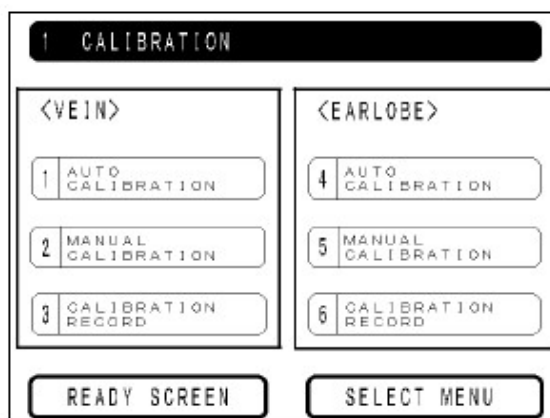 1 CALIBRATION
<VEIN>
1 AUTO
CALIBRATION
2 MANUAL
CALIBRATION
3 CALIBRATION
RECORD
<EARLOBE>
4 AUTO
CALIBRATION
5 MANUAL
CALIBRATION
6 CALIBRATION
RECORD
READY SCREEN
SELECT MENU